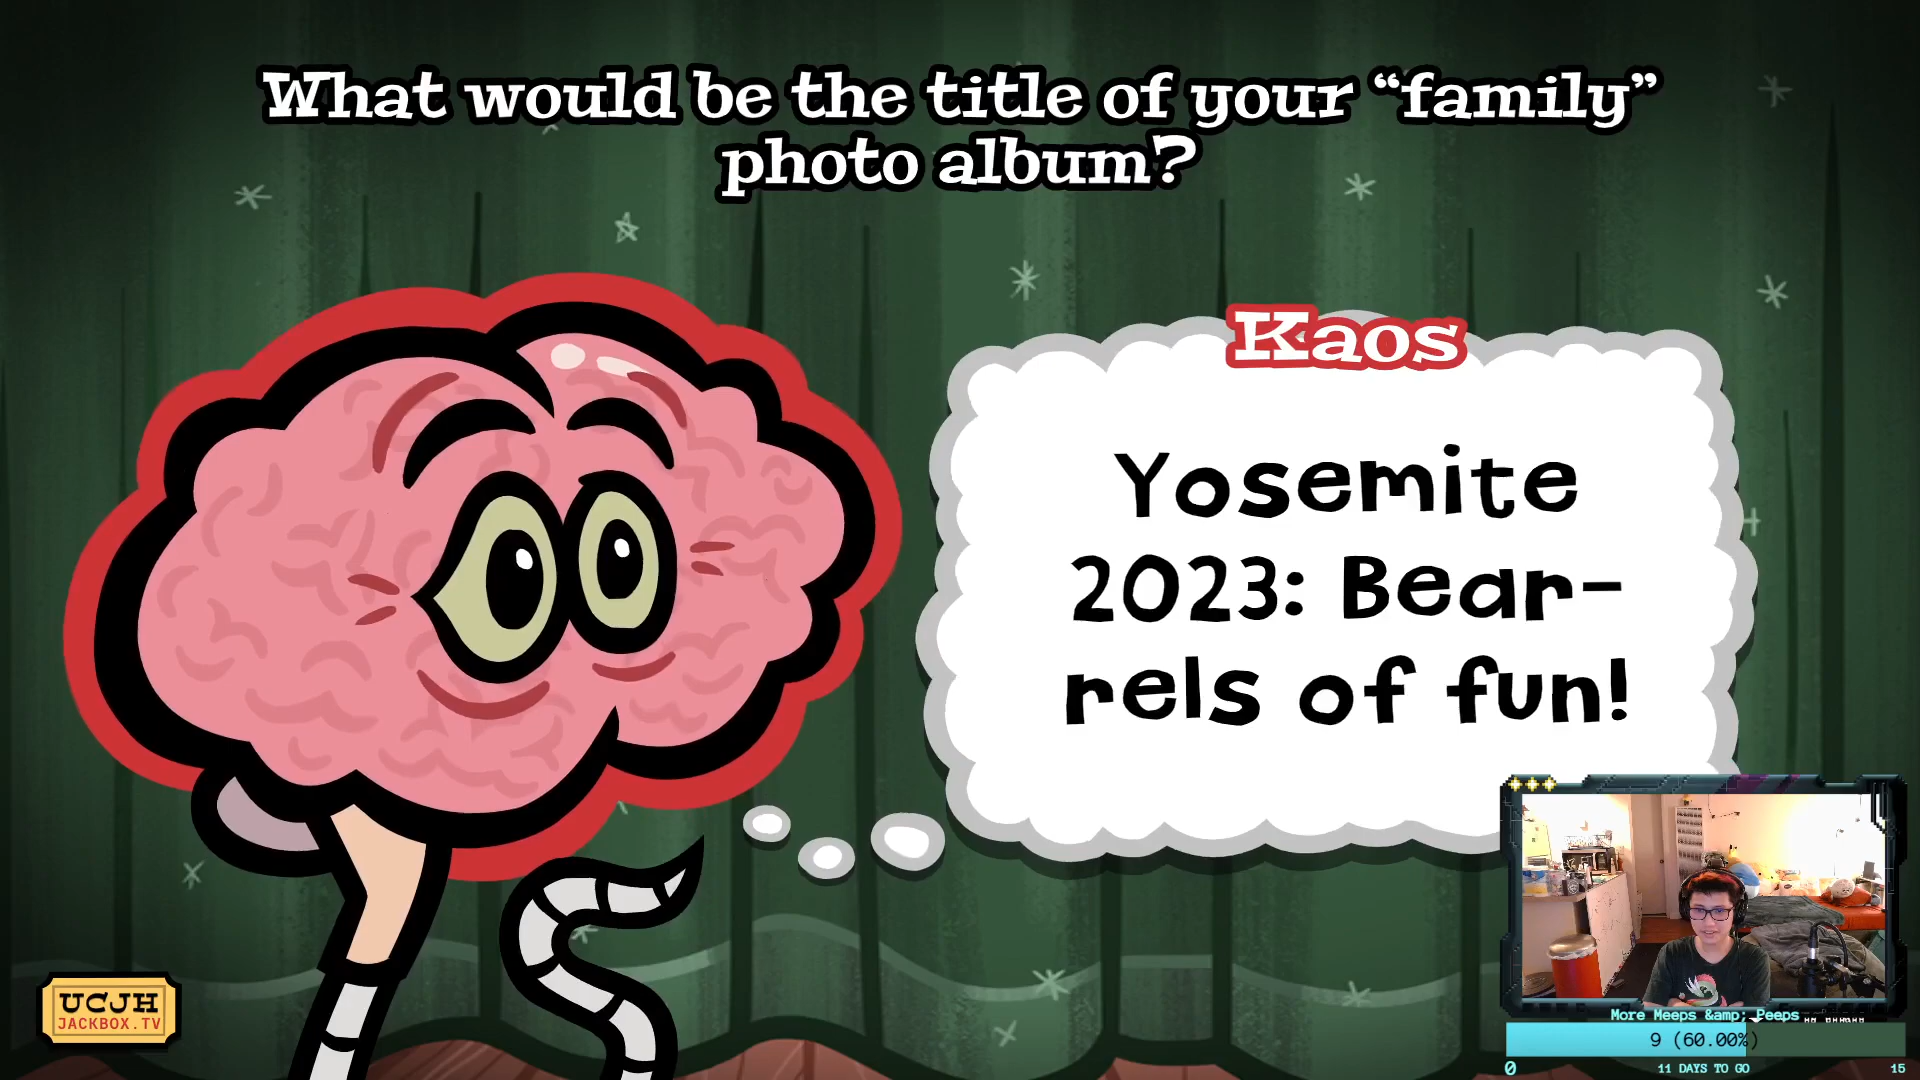 What would be the title of your “family”
photo album?
Kaos
Yosemite
2023: Bear-
rels of fun!
UCJH
JACKBOX.TV
More Meeps &amp; Peeps
9 (60.00%)
0
11 DAYS TO GO
15